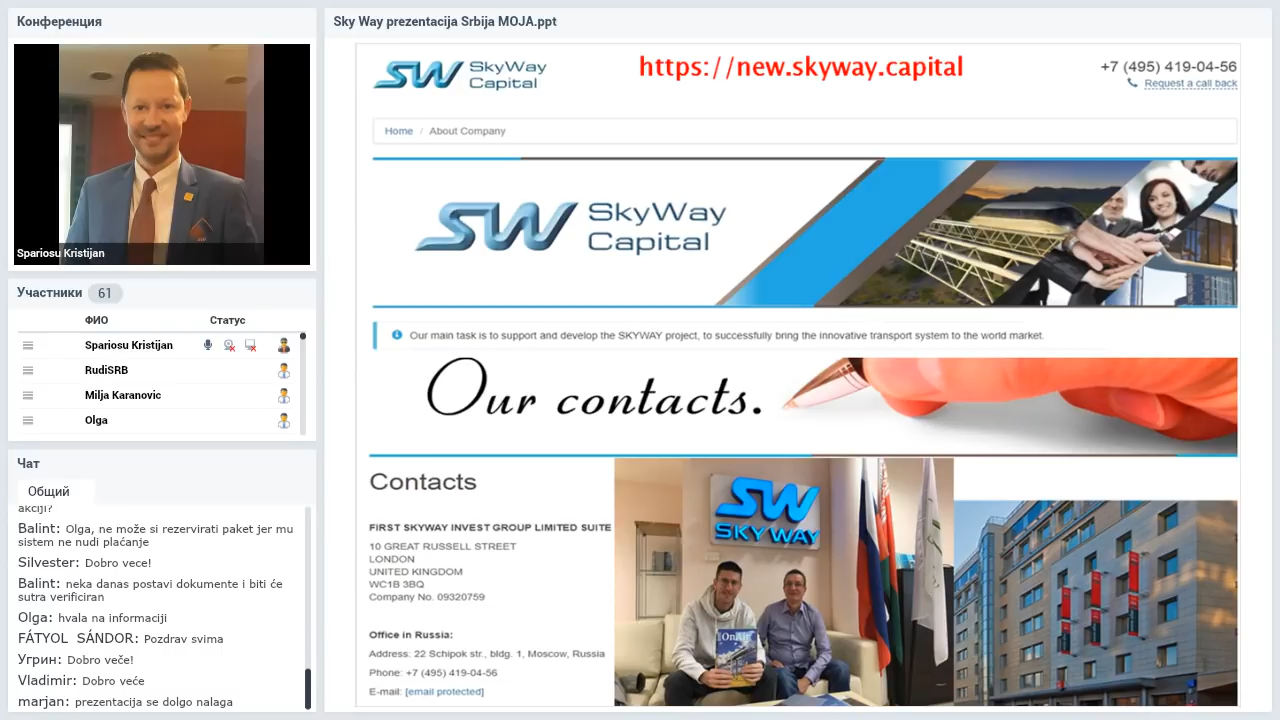 Конференция
Spariosu Kristijan
Участники 61
ФИО Статус
Spariosu Kristijan
RudiSRB
Milja Karanovic
Olga
Чат
Общий
akciji?
Balint: Olga, ne može si rezervirati paket jer mu
sistem ne nudi plaćanje
Silvester: Dobro vece!
Balint: neka danas postavi dokumente i biti će
sutra verificiran
Olga: hvala na informaciji
FÁTYOL SÁNDOR: Pozdrav svima
Угрин: Dobro veče!
Vladimir: Dobro veće
marjan: prezentacija se dolgo nalaga
Sky Way prezentacija Srbija MOJA.ppt
SW SkyWay
Capital
https://new.skyway.capital
+7 (495) 419-04-56
Request a call back
Home / About Company
SW SkyWay
Capital
Our main task is to support and develop the SKYWAY project, to successfully bring the innovative transport system to the world market.
Our contacts.
Contacts
FIRST SKYWAY INVEST GROUP LIMITED SUITE
10 GREAT RUSSELL STREET
LONDON
UNITED KINGDOM
WC1B 3BQ
Company No. 09320759
Office in Russia:
Address: 22 Schipok str., bldg. 1, Moscow, Russia
Phone: +7 (495) 419-04-56
E-mail: [email protected]
SW
SKY WAY
OnAir